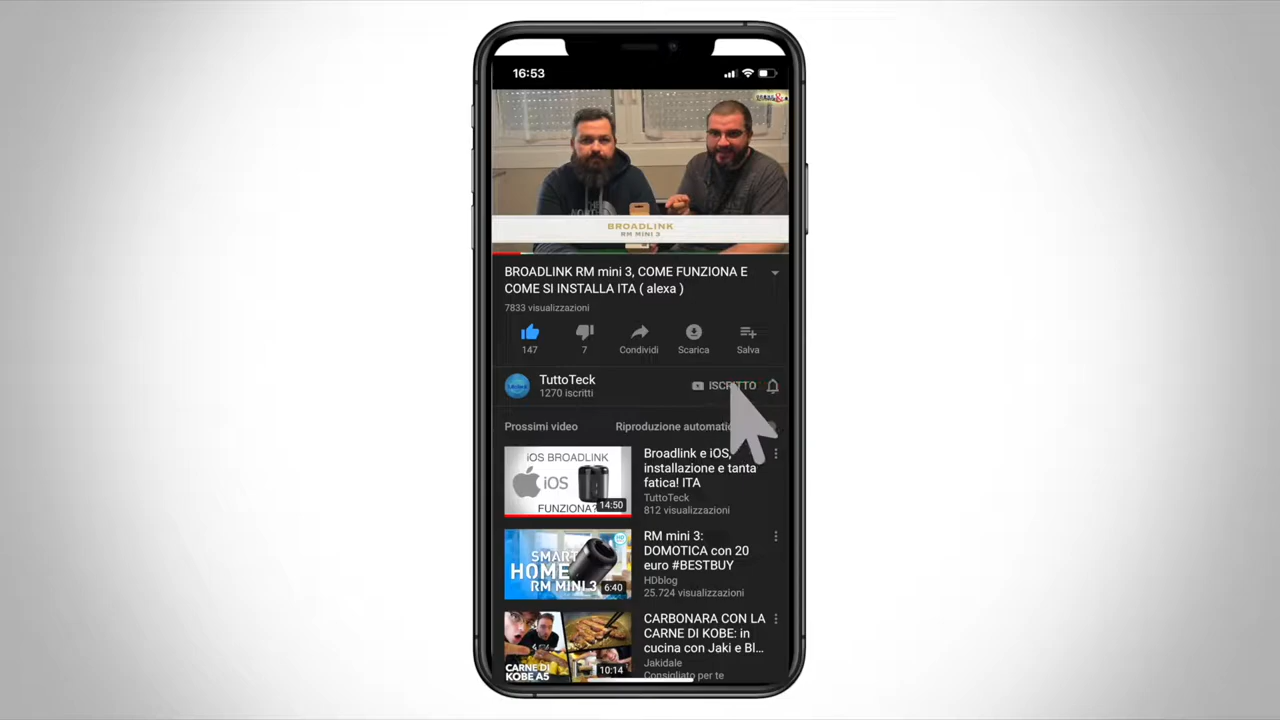 16:53
BROADLINK
RM MINI 3
BROADLINK RM mini 3, COME FUNZIONA E
COME SI INSTALLA ITA ( alexa )
7833 visualizzazioni
147
7
Condividi
Scarica
Salva
TuttoTeck
1270 iscritti
ISCRITTO
Prossimi video
Riproduzione automatic
iOS BROADLINK
iOS
FUNZIONA?
14:50
Broadlink e iOS,
installazione e tanta
fatica! ITA
TuttoTeck
812 visualizzazioni
SMART
HOME
RM MINI 3
HD
6:40
RM mini 3:
DOMOTICA con 20
euro #BESTBUY
HDblog
25.724 visualizzazioni
CARNE DI
KOBE A5
10:14
CARBONARA CON LA
CARNE DI KOBE: in
cucina con Jaki e Bl...
Jakidale
Consigliato per te